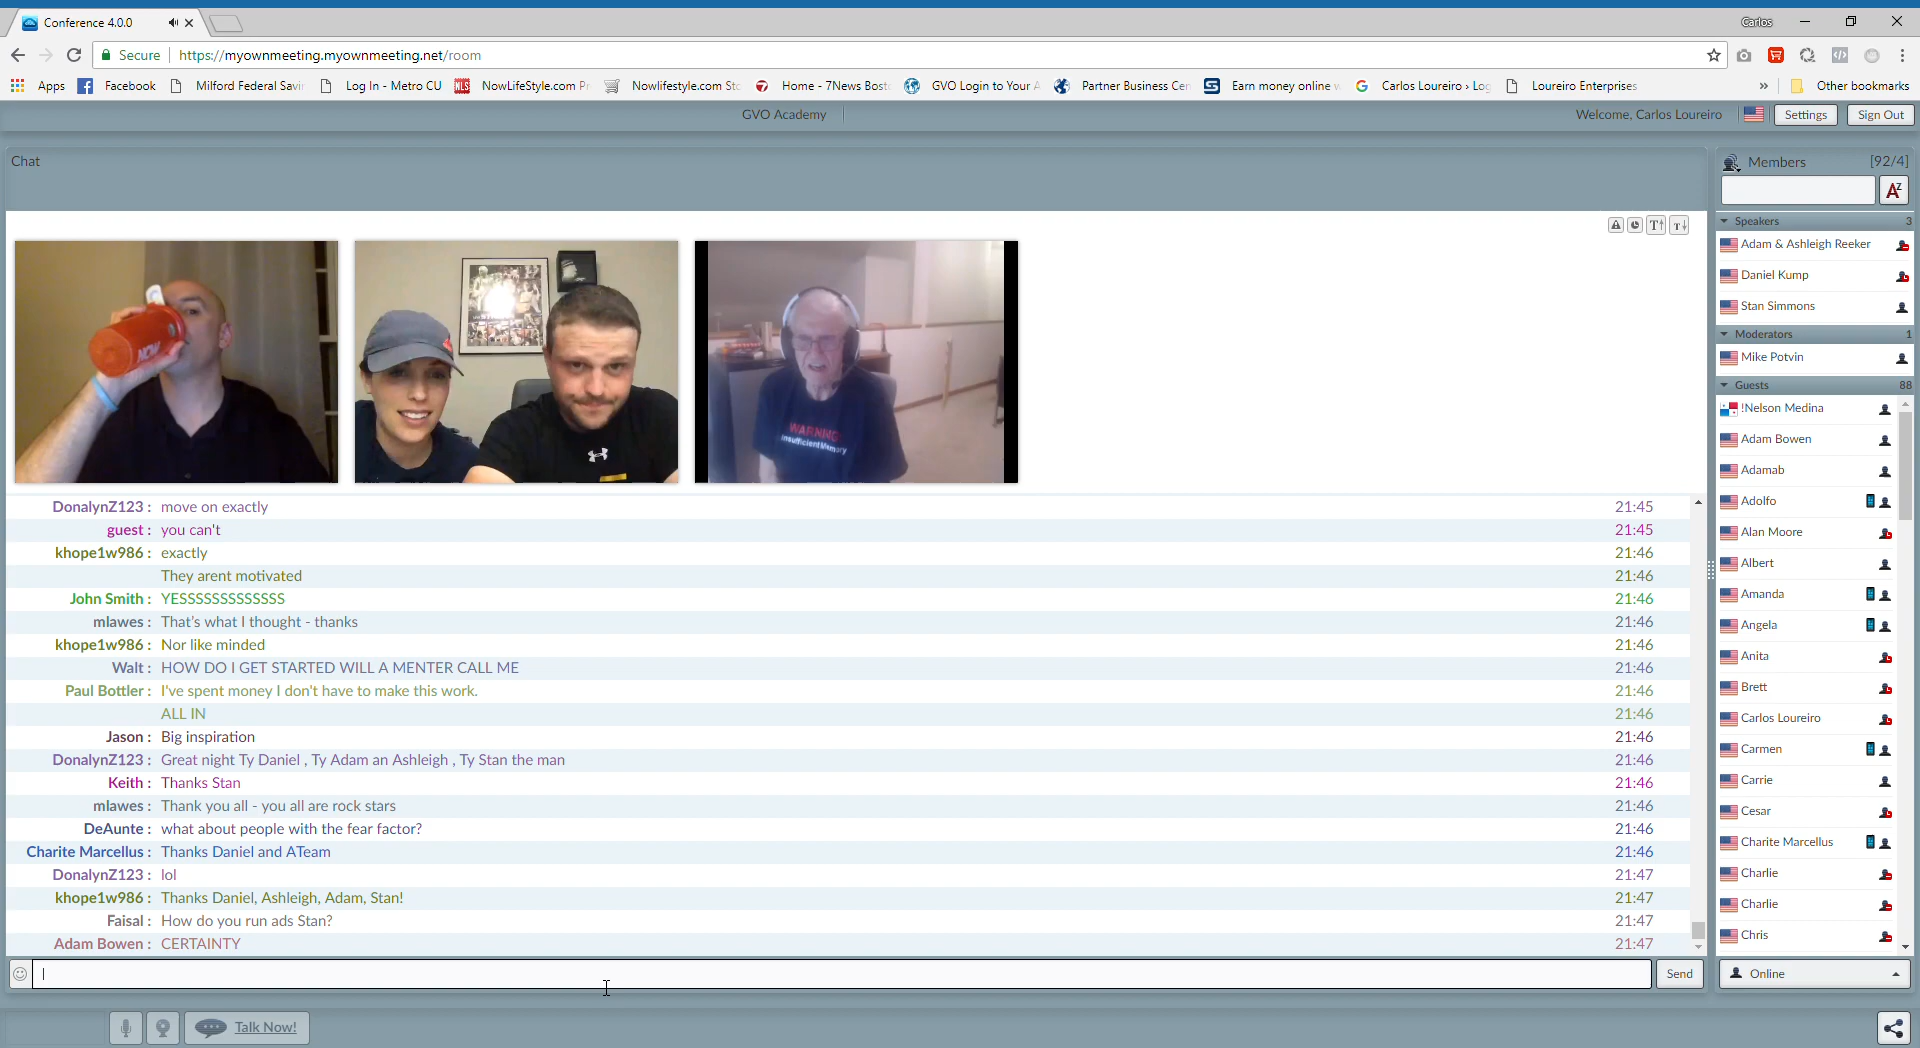 Conference 4.0.0
Carlos
Secure
https://myownmeeting.myownmeeting.net/room
Apps
Facebook
Milford Federal Savi
Log In - Metro CU
NLS
NowLifeStyle.com P
Nowlifestyle.com Sto
Home - 7News Bost
GVO Login to Your A
Partner Business Cen
Earn money online
Carlos Loureiro › Log
Loureiro Enterprises
»
Other bookmarks
GVO Academy
Welcome, Carlos Loureiro
Settings
Sign Out
Chat
NOW
WARNING
Insufficient Memory
DonalynZ123 : move on exactly 21:45
guest : you can't 21:45
khope1w986 : exactly 21:46
They arent motivated 21:46
John Smith : YESSSSSSSSSSSSS 21:46
mlawes : That's what I thought - thanks 21:46
khope1w986 : Nor like minded 21:46
Walt : HOW DO I GET STARTED WILL A MENTER CALL ME 21:46
Paul Bottler : I've spent money I don't have to make this work. 21:46
ALL IN 21:46
Jason : Big inspiration 21:46
DonalynZ123 : Great night Ty Daniel , Ty Adam an Ashleigh , Ty Stan the man 21:46
Keith : Thanks Stan 21:46
mlawes : Thank you all - you all are rock stars 21:46
DeAunte : what about people with the fear factor? 21:46
Charite Marcellus : Thanks Daniel and ATeam 21:46
DonalynZ123 : lol 21:47
khope1w986 : Thanks Daniel, Ashleigh, Adam, Stan! 21:47
Faisal : How do you run ads Stan? 21:47
Adam Bowen : CERTAINTY 21:47
Send
Talk Now!
Members [92/4]
Speakers 3
Adam & Ashleigh Reeker
Daniel Kump
Stan Simmons
Moderators 1
Mike Potvin
Guests 88
!Nelson Medina
Adam Bowen
Adamab
Adolfo
Alan Moore
Albert
Amanda
Angela
Anita
Brett
Carlos Loureiro
Carmen
Carrie
Cesar
Charite Marcellus
Charlie
Charlie
Chris
Online